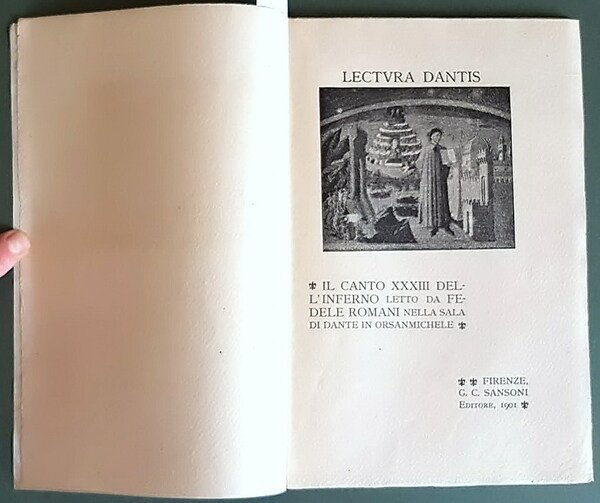 LECTVRA DANTIS
⚜ IL CANTO XXXIII DEL-
L'INFERNO LETTO DA FE-
DELE ROMANI NELLA SALA
DI DANTE IN ORSANMICHELE ⚜
⚜ ⚜ FIRENZE,
G. C. SANSONI
EDITORE, 1901 ⚜